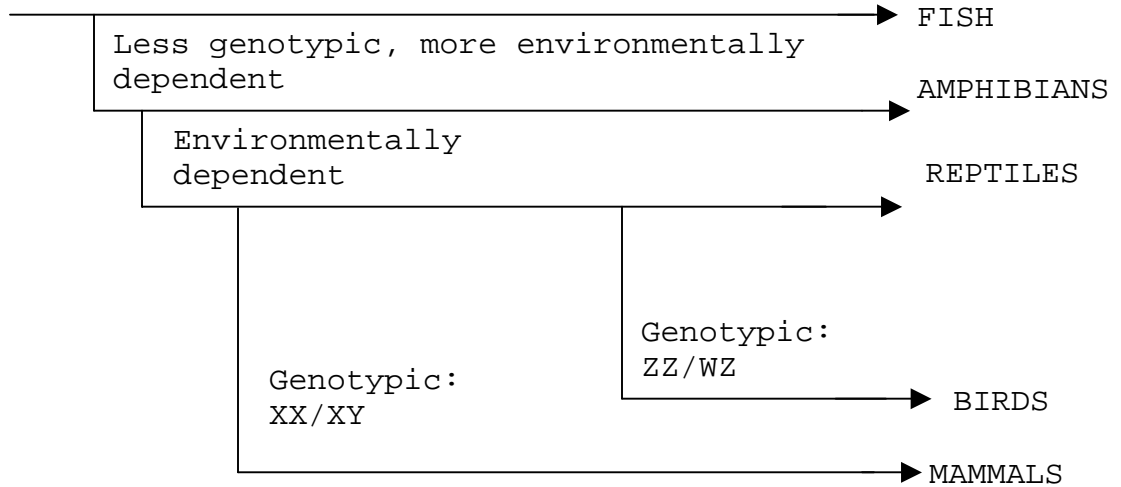 FISH
Less genotypic, more environmentally
dependent
AMPHIBIANS
Environmentally
dependent
REPTILES
Genotypic:
ZZ/WZ
Genotypic:
XX/XY
BIRDS
MAMMALS